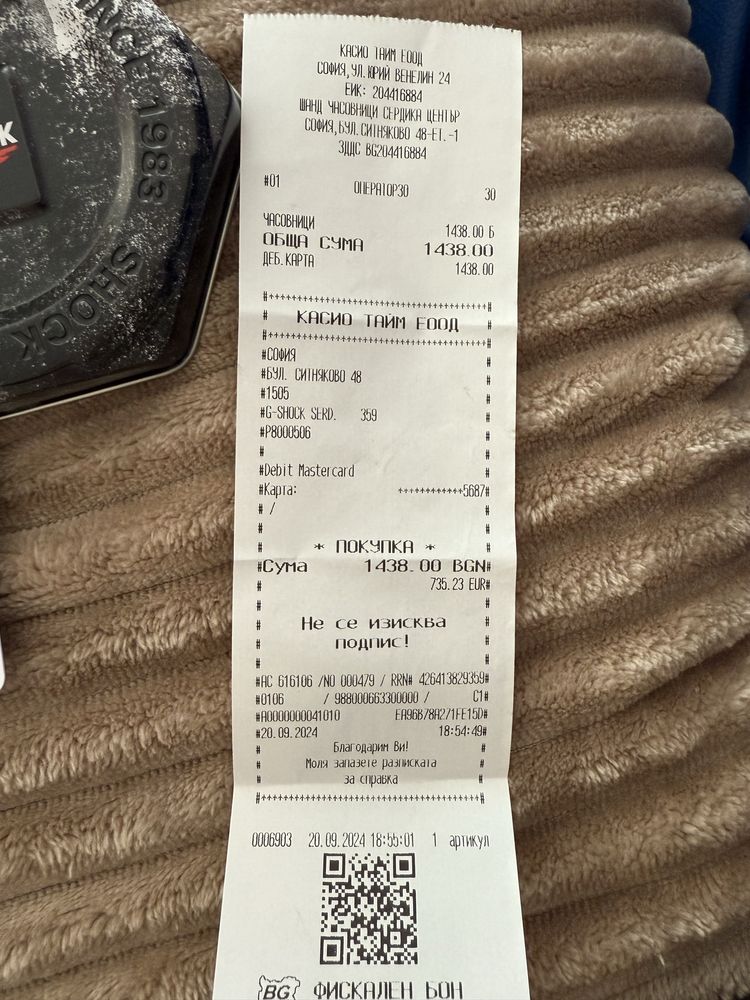 SINCE 1983
SHOCK
K
КАСИО ТАЙМ ЕООД
СОФИЯ,УЛ.ЮРИЙ ВЕНЕЛИН 24
ЕИК: 204416884
ШАНД ЧАСОВНИЦИ СЕРДИКА ЦЕНТЪР
СОФИЯ,БУЛ.СИТНЯКОВО 48-ЕТ.-1
ЗДДС BG204416884
#01 ОПЕРАТОР30 30
ЧАСОВНИЦИ 1438.00 Б
ОБЩА СУМА 1438.00
ДЕБ.КАРТА 1438.00
КАСИО ТАЙМ ЕООД
#СОФИЯ
#БУЛ. СИТНЯКОВО 48
#1505
#G-SHOCK SERD. 359
#P8000506
#Debit Mastercard
#Карта: ++++++++++++5687#
# /
* ПОКУПКА *
#Сума 1438.00 BGN#
735.23 EUR#
Не се изисква
подпис!
#AC 616106 /NO 000479 / RRN# 426413829359#
#0106 / 988000663300000 / C1#
#A0000000041010 EA96B78A271FE15D#
#20.09.2024 18:54:49#
Благодарим Ви!
Моля запазете разписката
за справка
0006903 20.09.2024 18:55:01 1 артикул
BG ФИСКАЛЕН БОН